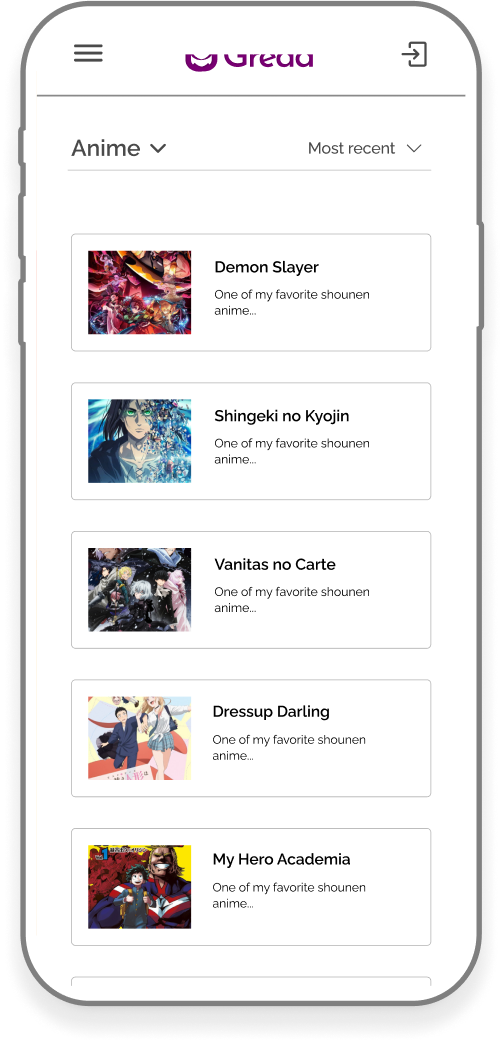 Gredd
Anime
Most recent
Demon Slayer
One of my favorite shounen
anime...
Shingeki no Kyojin
One of my favorite shounen
anime...
Vanitas no Carte
One of my favorite shounen
anime...
Dressup Darling
One of my favorite shounen
anime...
My Hero Academia
One of my favorite shounen
anime...